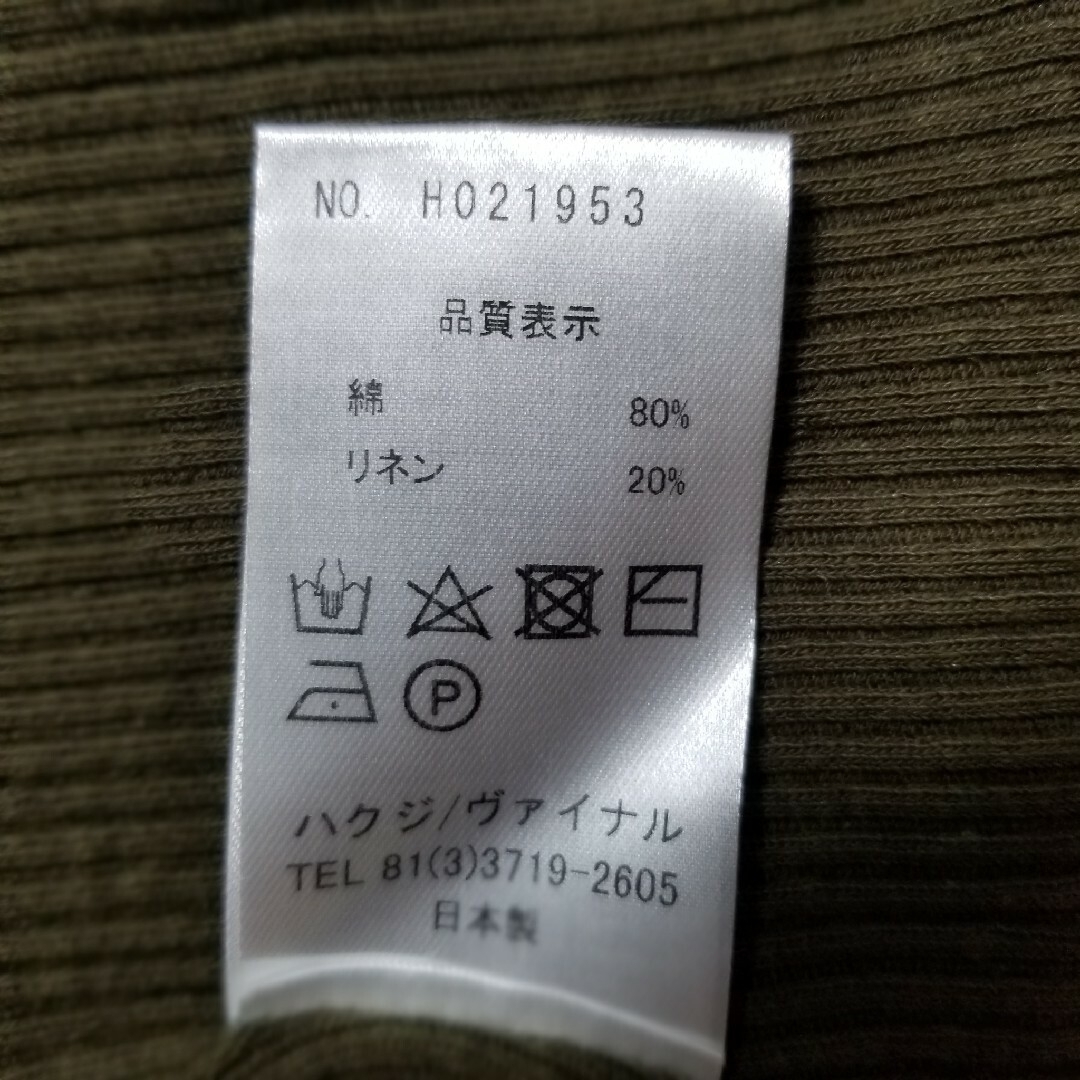 NO. H021953
品質表示
綿 80%
リネン 20%
P
ハクジ/ヴァイナル
TEL 81(3)3719-2605
日本製